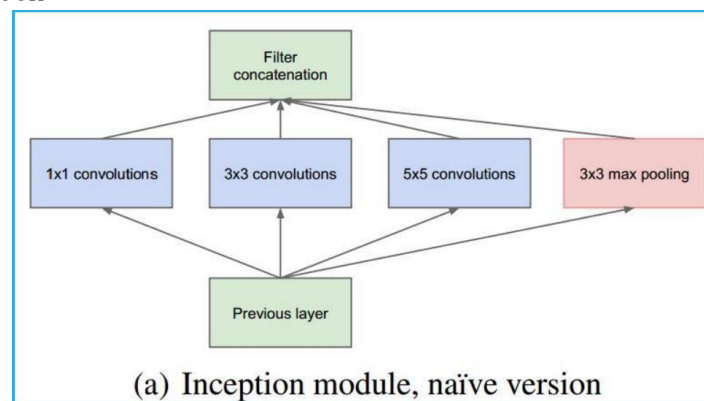 Filter
concatenation
1x1 convolutions
3x3 convolutions
5x5 convolutions
3x3 max pooling
Previous layer
(a) Inception module, naïve version